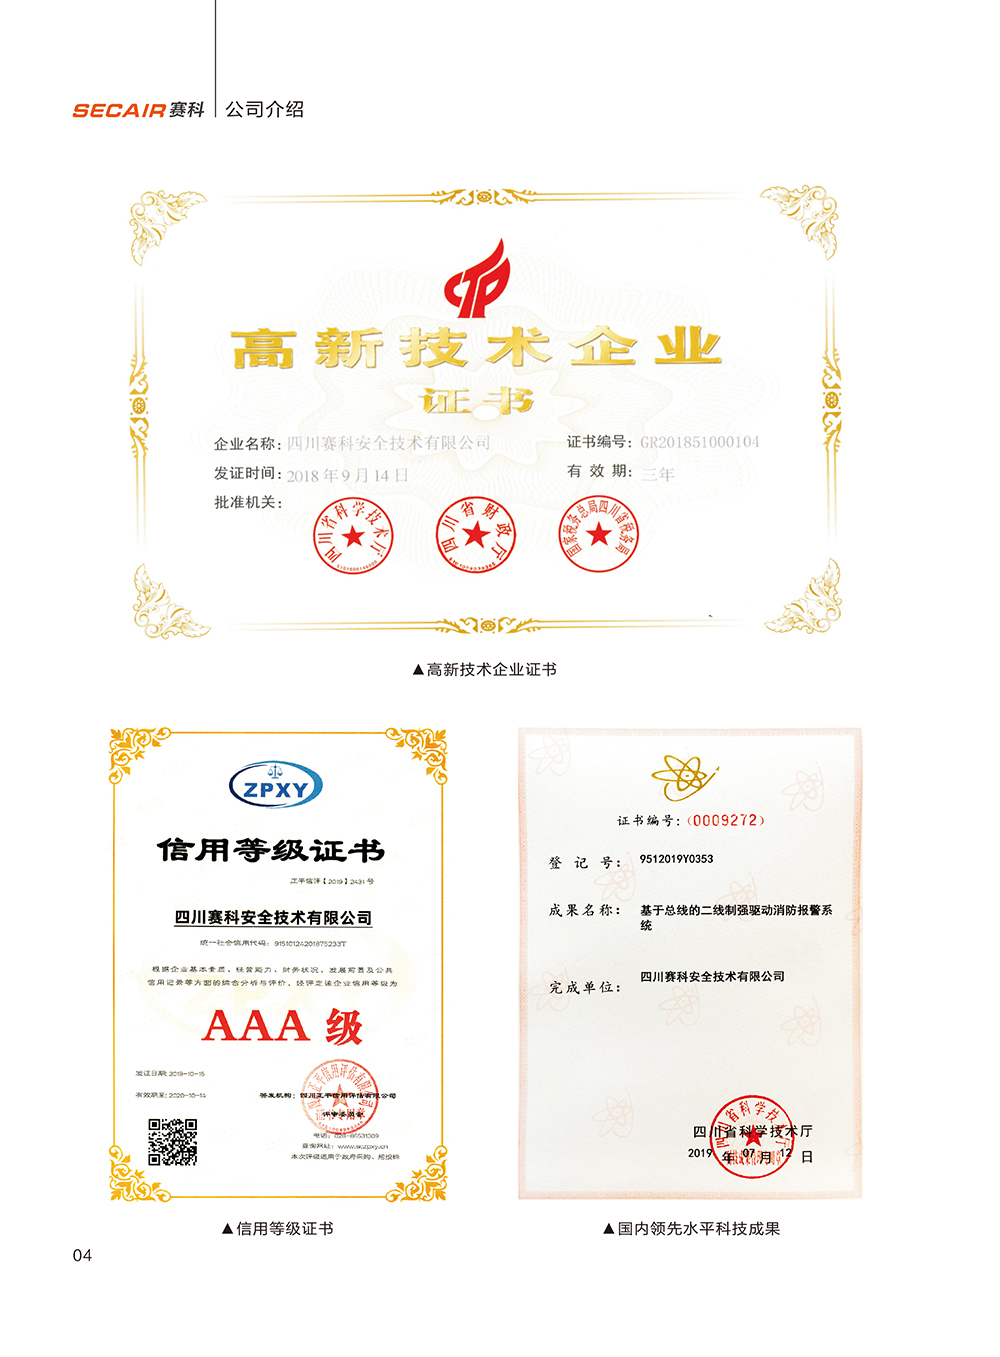 SECAIR赛科 公司介绍
高新技术企业
证书
企业名称：四川赛科安全技术有限公司 证书编号：GR201851000104
发证时间：2018年9月14日 有 效 期：三年
批准机关：
四川省科学技术厅 四川省财政厅 国家税务总局四川省税务局
▲高新技术企业证书
ZPXY
信用等级证书
正平信评【2019】2431 号
四川赛科安全技术有限公司
统一社会信用代码：915101242018752337
根据企业基本素质、经营能力、财务状况、发展前景及公共
信用记录等方面的综合分析与评价，经评定该企业信用等级为
AAA 级
发证日期: 2019-10-15
有效期至: 2020-10-14
签发机构：四川正平信用评估有限公司
评审委员会
电话：028-86531309
查询网站：www.sczpxy.cn
本次评级适用于政府采购、招投标
▲信用等级证书
证书编号：（0009272）
登 记 号： 9512019Y0353
成果名称： 基于总线的二线制强驱动消防报警系
统
完成单位： 四川赛科安全技术有限公司
四川省科学技术厅
2019 年 07 月 12 日
▲国内领先水平科技成果
04